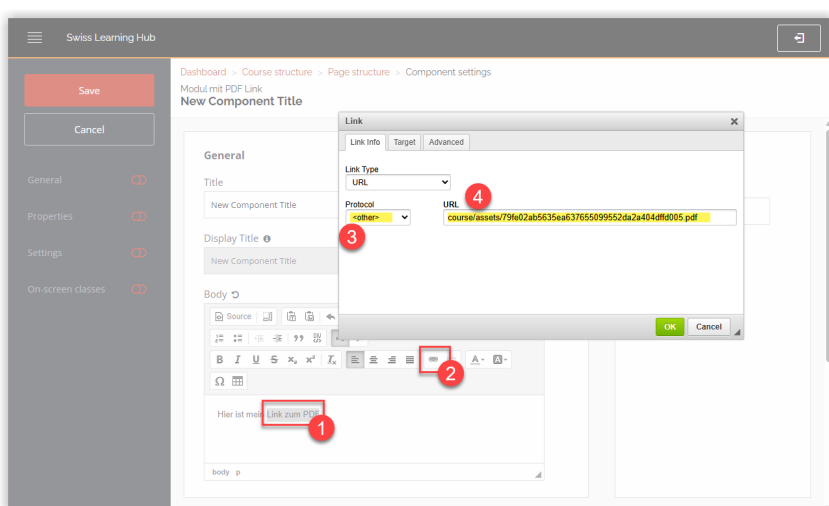 Swiss Learning Hub
Save
Cancel
General
Properties
Settings
On-screen classes
Dashboard > Course structure > Page structure > Component settings
Modul mit PDF Link
New Component Title
General
Title
New Component Title
Display Title
New Component Title
Body
Source
B I U S x₂ x² Tx
A A
Ω
Hier ist mein Link zum PDF
body p
Link
Link Info Target Advanced
Link Type
URL
Protocol URL
<other> course/assets/79fe02ab5635ea637655099552da2a404dffd005.pdf
OK Cancel
1
2
3
4